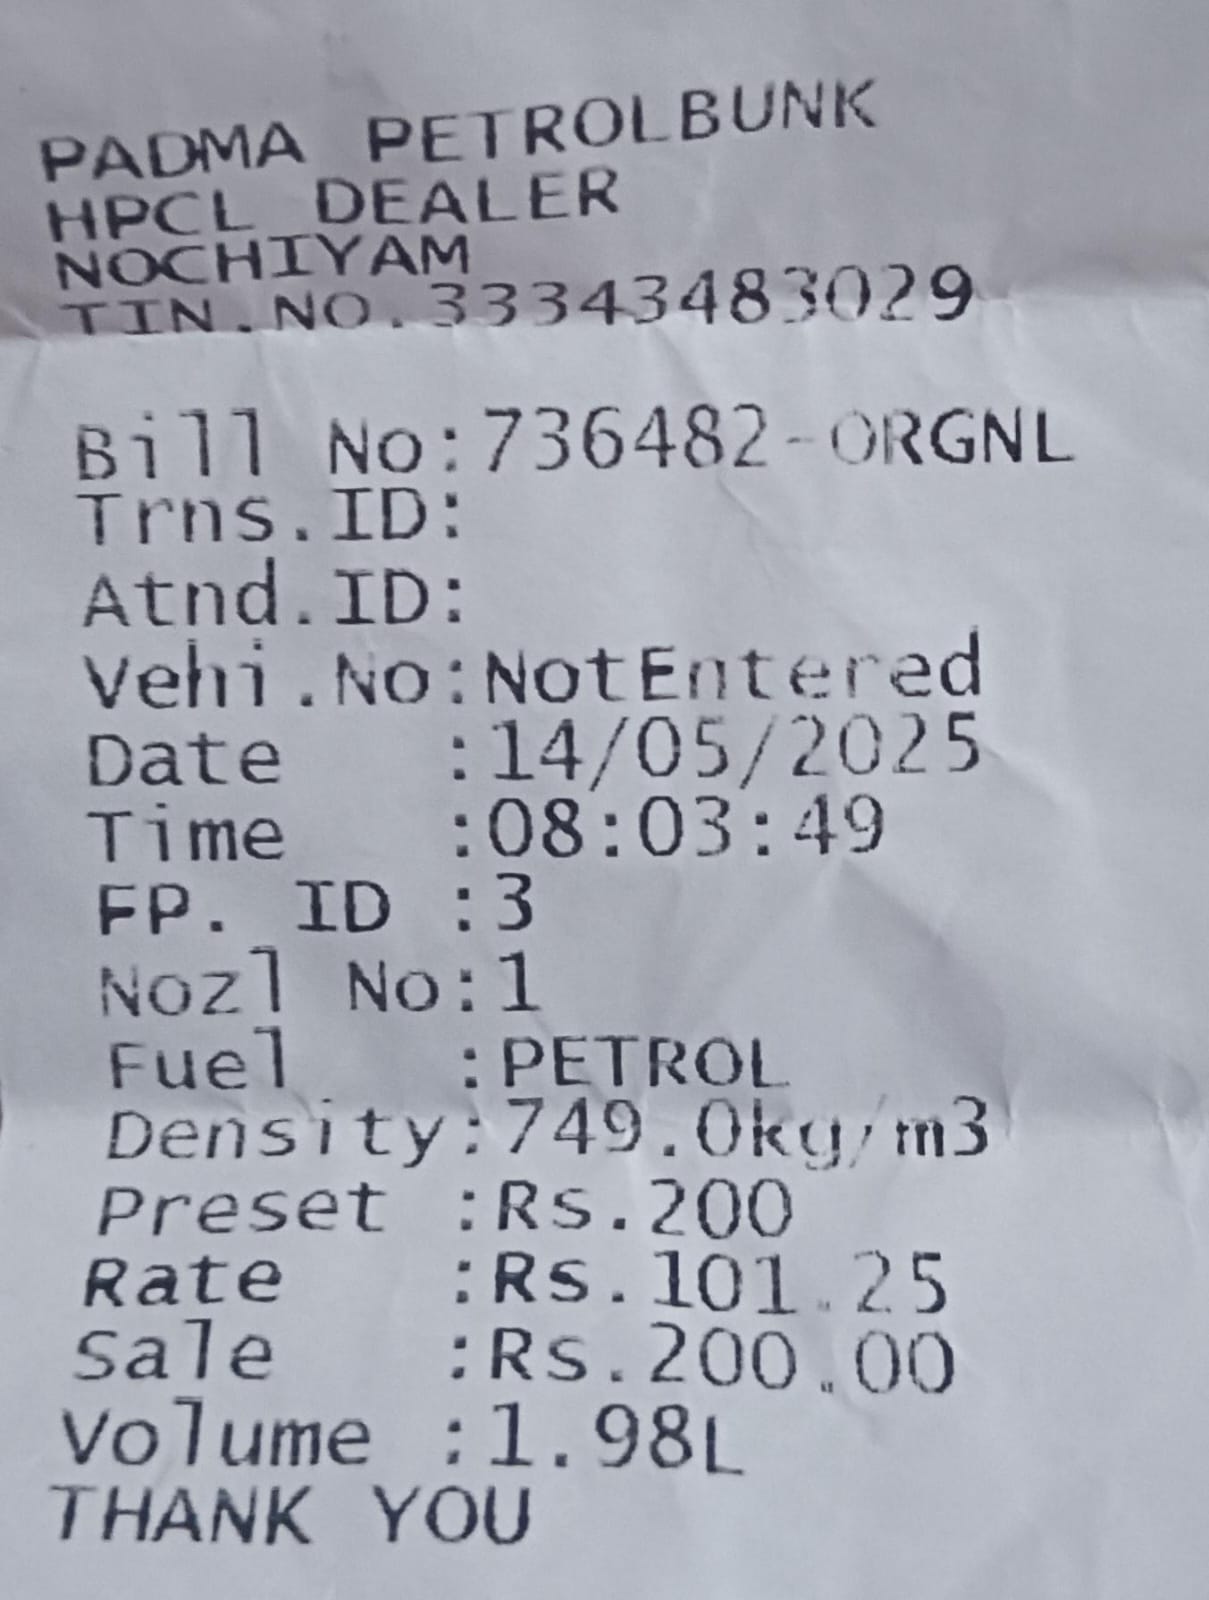 PADMA PETROLBUNK
HPCL DEALER
NOCHIYAM
TIN.NO.33343483029
Bill No:736482-ORGNL
Trns.ID:
Atnd.ID:
Vehi.No:NotEntered
Date    :14/05/2025
Time    :08:03:49
FP. ID :3
Nozl No:1
Fuel    :PETROL
Density:749.0kg/m3
Preset :Rs.200
Rate    :Rs.101.25
Sale    :Rs.200.00
Volume :1.98L
THANK YOU